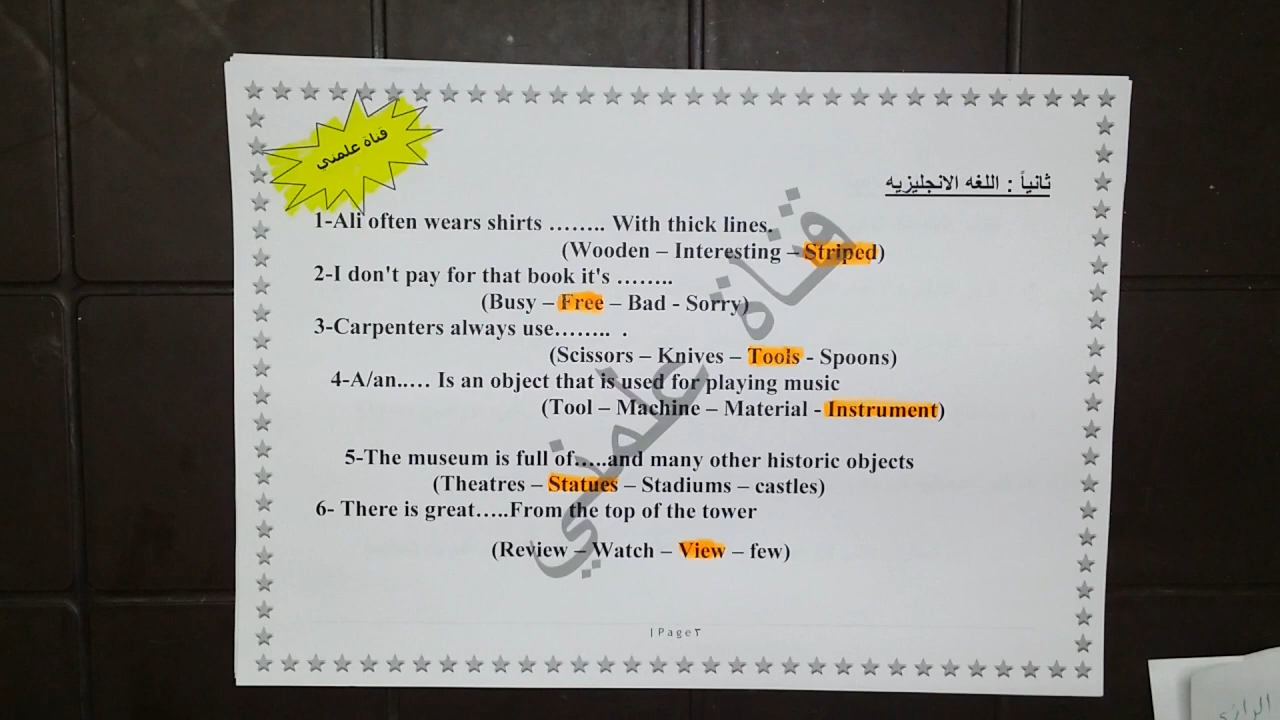 قناة علمني
ثانياً : اللغه الانجليزيه
1-Ali often wears shirts …….. With thick lines.
(Wooden – Interesting – Striped)
2-I don't pay for that book it's ……..
(Busy – Free – Bad - Sorry)
3-Carpenters always use…….. .
(Scissors – Knives – Tools - Spoons)
4-A/an..… Is an object that is used for playing music
(Tool – Machine – Material - Instrument)
5-The museum is full of…..and many other historic objects
(Theatres – Statues – Stadiums – castles)
6- There is great…..From the top of the tower
(Review – Watch – View – few)
قناة علمني
| Page٢